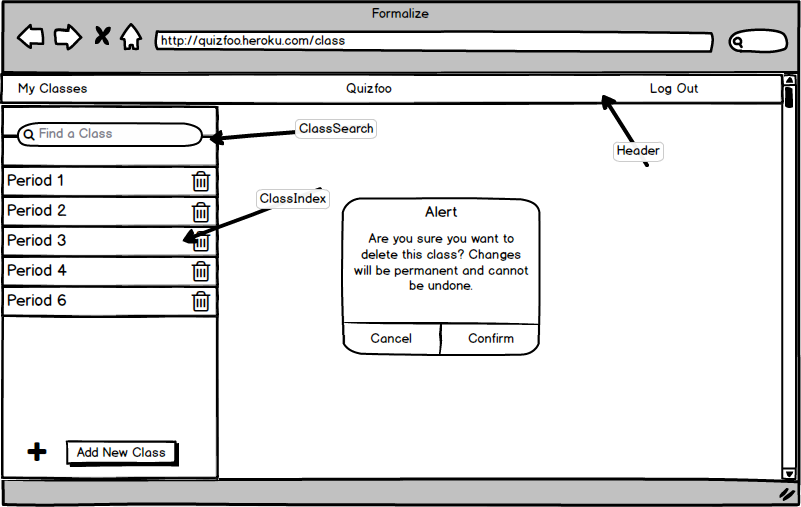 Formalize
http://quizfoo.heroku.com/class
My Classes Quizfoo Log Out
Find a Class
ClassSearch
Header
Period 1
ClassIndex
Period 2
Period 3
Period 4
Period 6
Alert
Are you sure you want to
delete this class? Changes
will be permanent and cannot
be undone.
Cancel Confirm
Add New Class